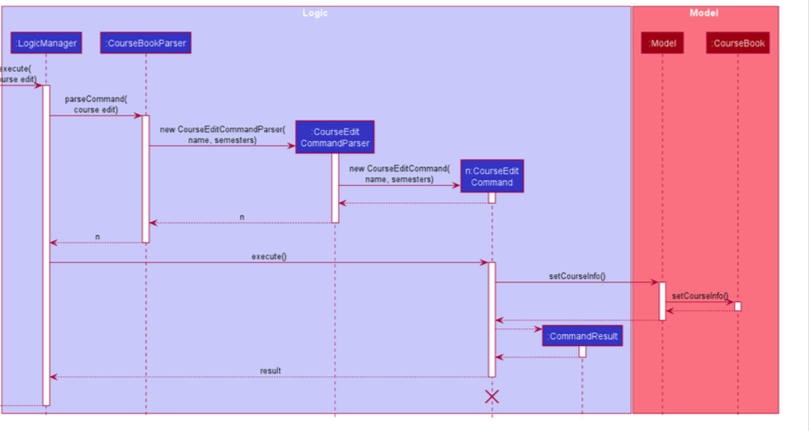 Logic
Model
:LogicManager
:CourseBookParser
:Model
:CourseBook
execute(
urse edit)
parseCommand(
course edit)
new CourseEditCommandParser(
name, semesters)
:CourseEdit
CommandParser
new CourseEditCommand(
name, semesters)
n:CourseEdit
Command
n
n
execute()
setCourseInfo()
setCourseInfo()
:CommandResult
result